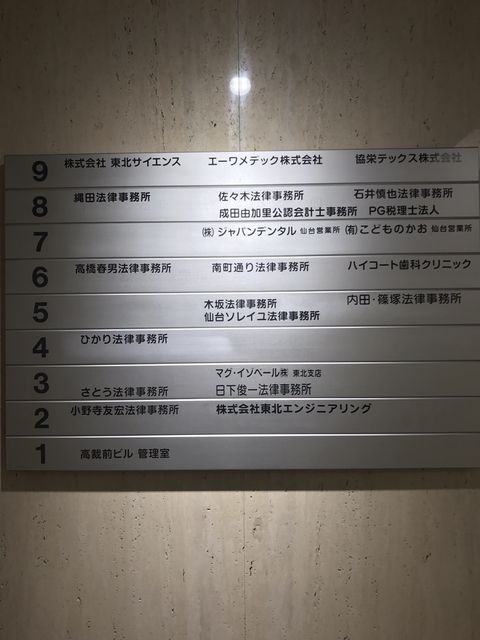 9 株式会社 東北サイエンス エーワメテック株式会社 協栄テックス株式会社
8 縄田法律事務所 佐々木法律事務所 石井慎也法律事務所
成田由加里公認会計士事務所 PG税理士法人
7 ㈱ジャパンデンタル 仙台営業所 ㈲こどものかお 仙台営業所
6 高橋春男法律事務所 南町通り法律事務所 ハイコート歯科クリニック
5 木坂法律事務所 内田・篠塚法律事務所
仙台ソレイユ法律事務所
4 ひかり法律事務所
3 マグ・イゾベール㈱ 東北支店
さとう法律事務所 日下俊一法律事務所
2 小野寺友宏法律事務所 株式会社東北エンジニアリング
1 高裁前ビル 管理室